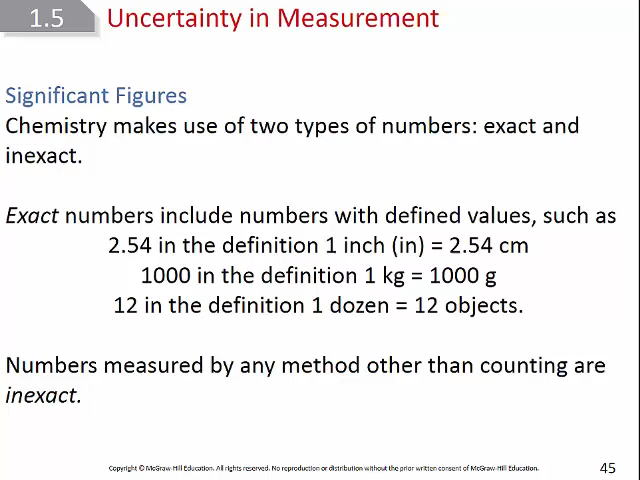 1.5 Uncertainty in Measurement
Significant Figures
Chemistry makes use of two types of numbers: exact and
inexact.
Exact numbers include numbers with defined values, such as
2.54 in the definition 1 inch (in) = 2.54 cm
1000 in the definition 1 kg = 1000 g
12 in the definition 1 dozen = 12 objects.
Numbers measured by any method other than counting are
inexact.
Copyright © McGraw-Hill Education. All rights reserved. No reproduction or distribution without the prior written consent of McGraw-Hill Education.
45